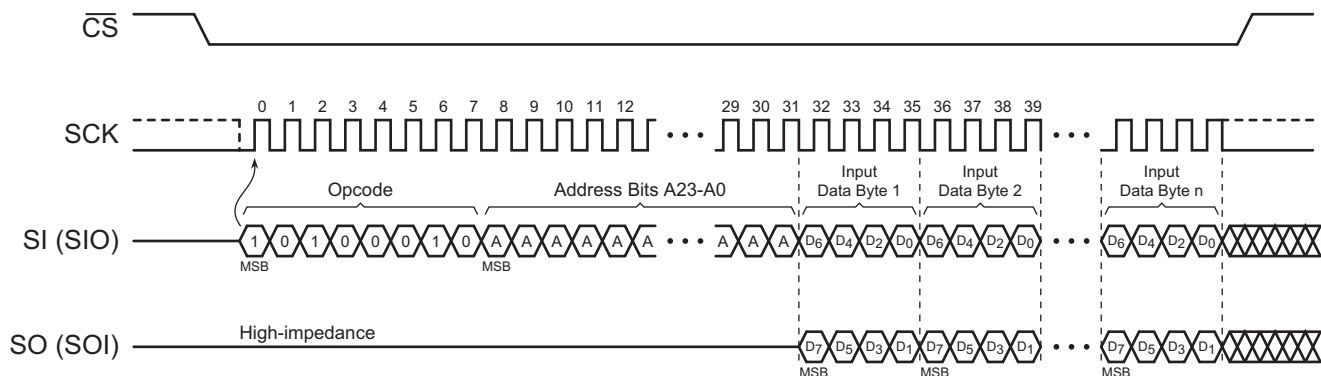 CS
0 1 2 3 4 5 6 7 8 9 10 11 12 29 30 31 32 33 34 35 36 37 38 39
SCK
Opcode
Address Bits A23-A0
Input
Data Byte 1
Input
Data Byte 2
Input
Data Byte n
SI (SIO)
1 0 1 0 0 0 1 0 A A A A A A A A A D6 D4 D2 D0 D6 D4 D2 D0 D6 D4 D2 D0
MSB MSB
High-impedance
SO (SOI)
D7 D5 D3 D1 D7 D5 D3 D1 D7 D5 D3 D1
MSB MSB MSB